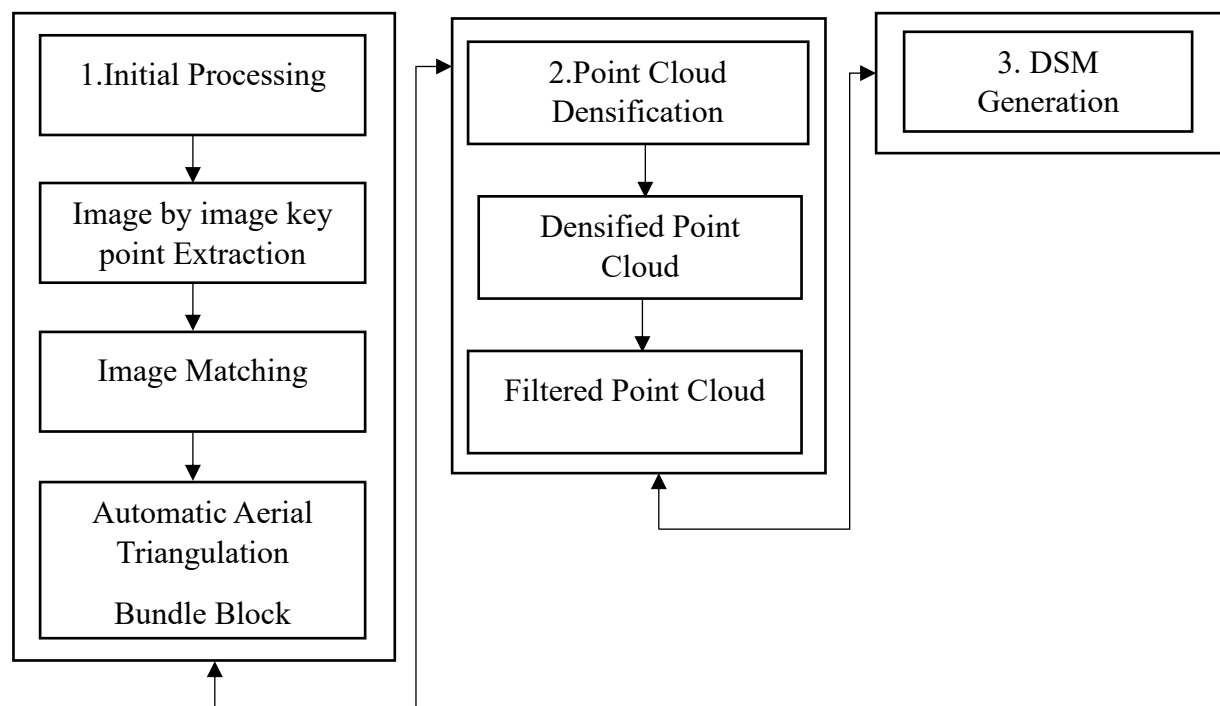 1.Initial Processing
Image by image key
point Extraction
Image Matching
Automatic Aerial
Triangulation
Bundle Block
2.Point Cloud
Densification
Densified Point
Cloud
Filtered Point Cloud
3. DSM
Generation